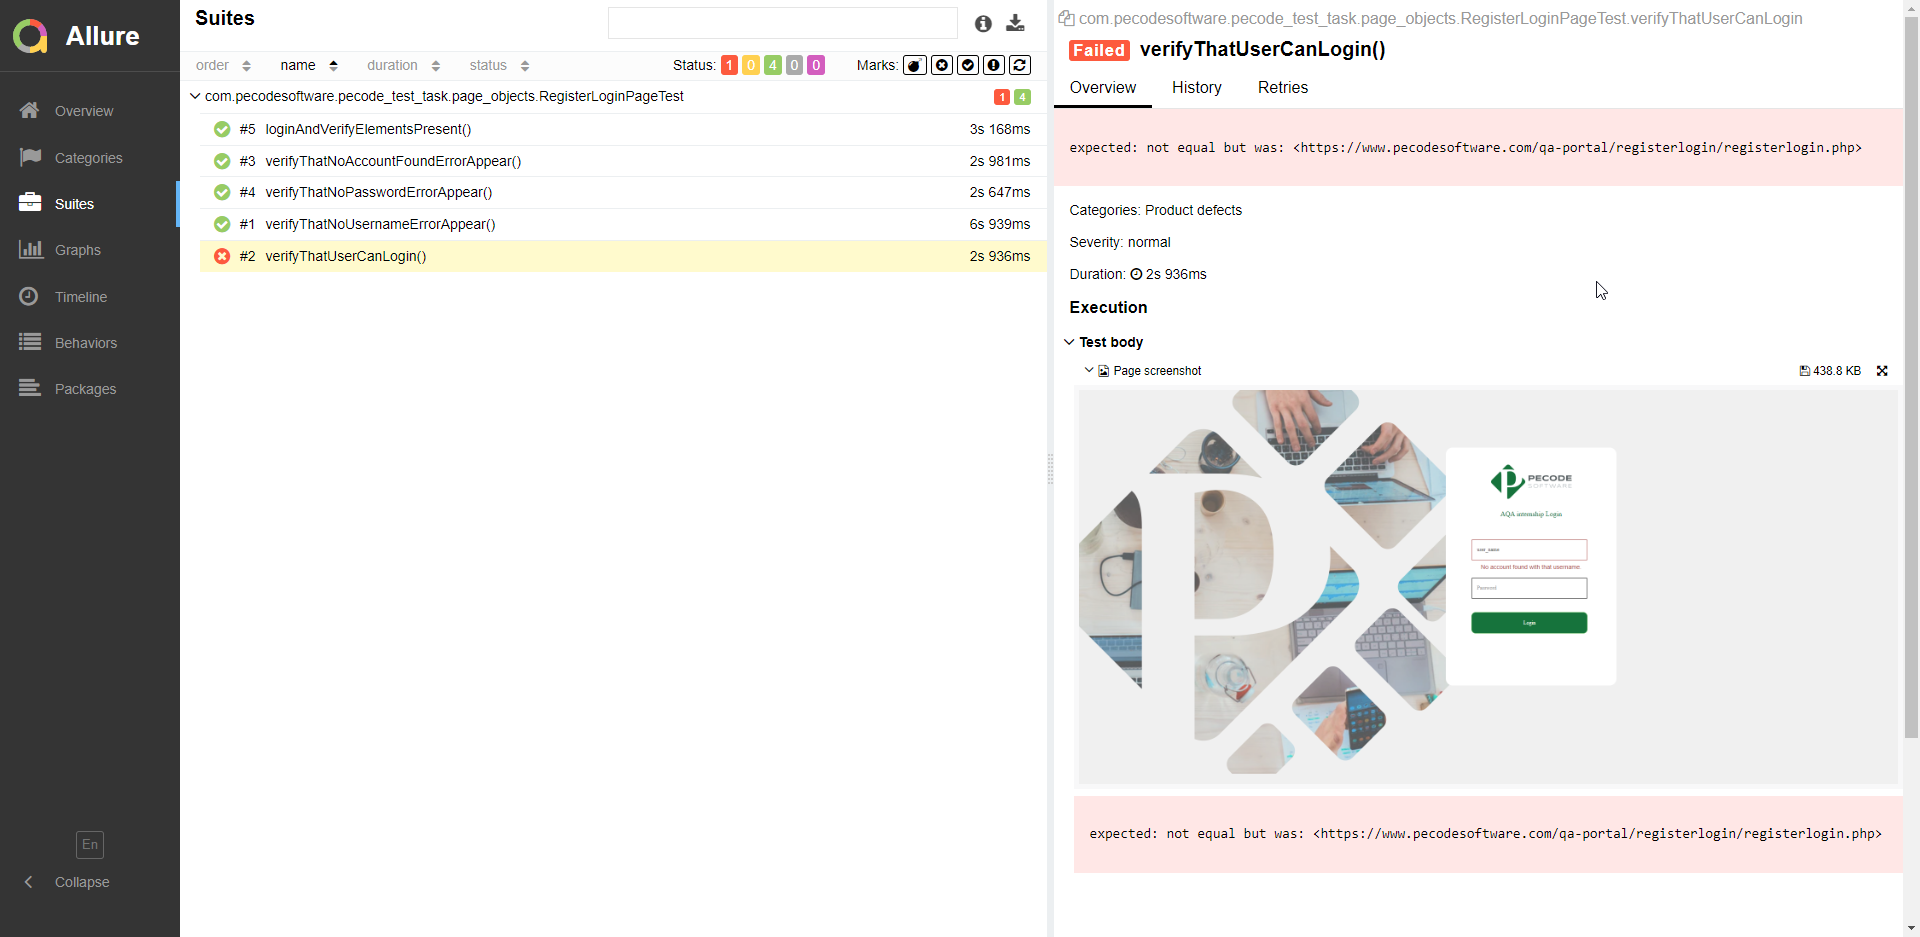 Allure
Overview
Categories
Suites
Graphs
Timeline
Behaviors
Packages
En
Collapse
Suites
order name duration status Status: 1 0 4 0 0 Marks:
com.pecodesoftware.pecode_test_task.page_objects.RegisterLoginPageTest 1 4
#5 loginAndVerifyElementsPresent() 3s 168ms
#3 verifyThatNoAccountFoundErrorAppear() 2s 981ms
#4 verifyThatNoPasswordErrorAppear() 2s 647ms
#1 verifyThatNoUsernameErrorAppear() 6s 939ms
#2 verifyThatUserCanLogin() 2s 936ms
com.pecodesoftware.pecode_test_task.page_objects.RegisterLoginPageTest.verifyThatUserCanLogin
Failed verifyThatUserCanLogin()
Overview History Retries
expected: not equal but was: <https://www.pecodesoftware.com/qa-portal/registerlogin/registerlogin.php>
Categories: Product defects
Severity: normal
Duration: 2s 936ms
Execution
Test body
Page screenshot 438.8 KB
PECODE
SOFTWARE
AQA internship Login
user_name
No account found with that username.
Password
Login
expected: not equal but was: <https://www.pecodesoftware.com/qa-portal/registerlogin/registerlogin.php>